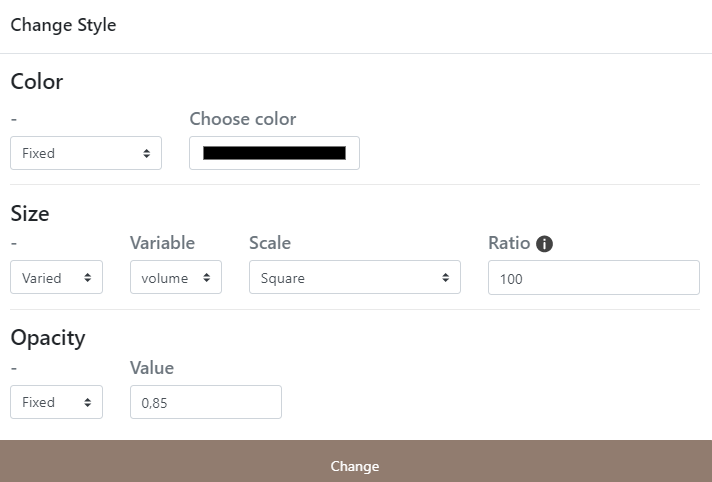 Change Style
Color
-
Choose color
Fixed
Size
-
Variable
Scale
Ratio
Varied
volume
Square
100
Opacity
-
Value
Fixed
0,85
Change